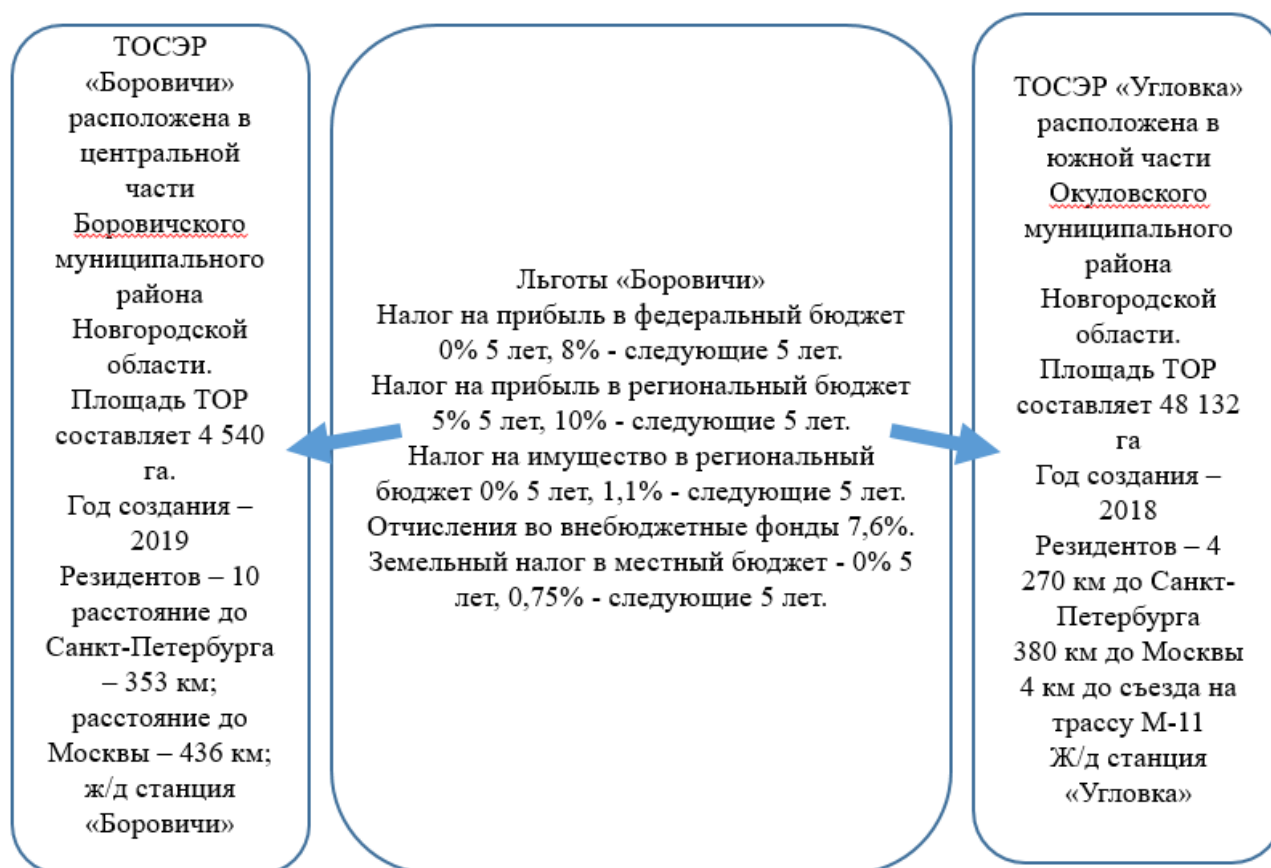 ТОСЭР
«Боровичи»
расположена в
центральной
части
Боровичского
муниципального
района
Новгородской
области.
Площадь ТОР
составляет 4 540
га.
Год создания –
2019
Резидентов – 10
расстояние до
Санкт-Петербурга
– 353 км;
расстояние до
Москвы – 436 км;
ж/д станция
«Боровичи»
Льготы «Боровичи»
Налог на прибыль в федеральный бюджет
0% 5 лет, 8% - следующие 5 лет.
Налог на прибыль в региональный бюджет
5% 5 лет, 10% - следующие 5 лет.
Налог на имущество в региональный
бюджет 0% 5 лет, 1,1% - следующие 5 лет.
Отчисления во внебюджетные фонды 7,6%.
Земельный налог в местный бюджет - 0% 5
лет, 0,75% - следующие 5 лет.
ТОСЭР «Угловка»
расположена в
южной части
Окуловского
муниципального
района
Новгородской
области.
Площадь ТОР
составляет 48 132
га
Год создания –
2018
Резидентов – 4
270 км до Санкт-
Петербурга
380 км до Москвы
4 км до съезда на
трассу М-11
Ж/д станция
«Угловка»